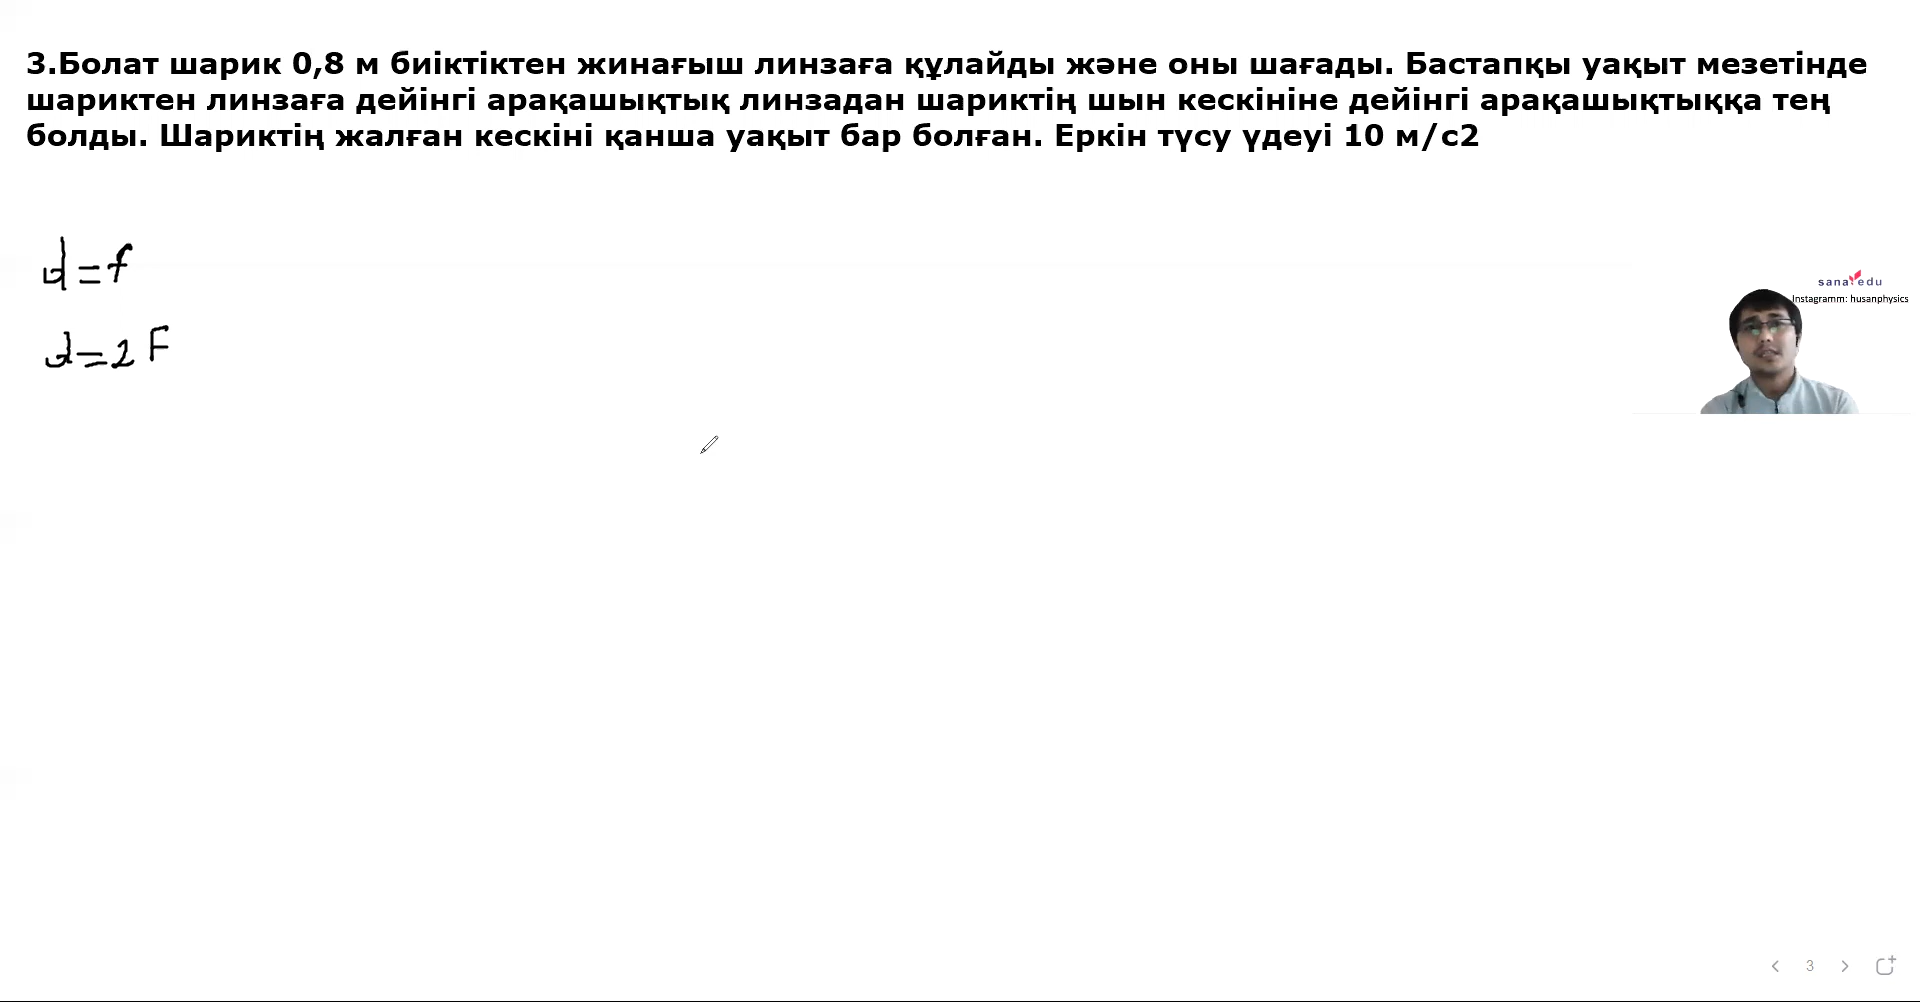 3.Болат шарик 0,8 м биіктіктен жинағыш линзаға құлайды және оны шағады. Бастапқы уақыт мезетінде
шариктен линзаға дейінгі арақашықтық линзадан шариктің шын кескініне дейінгі арақашықтыққа тең
болды. Шариктің жалған кескіні қанша уақыт бар болған. Еркін түсу үдеуі 10 м/с2
d=f
d=2F
sana edu
Instagramm: husanphysics
3